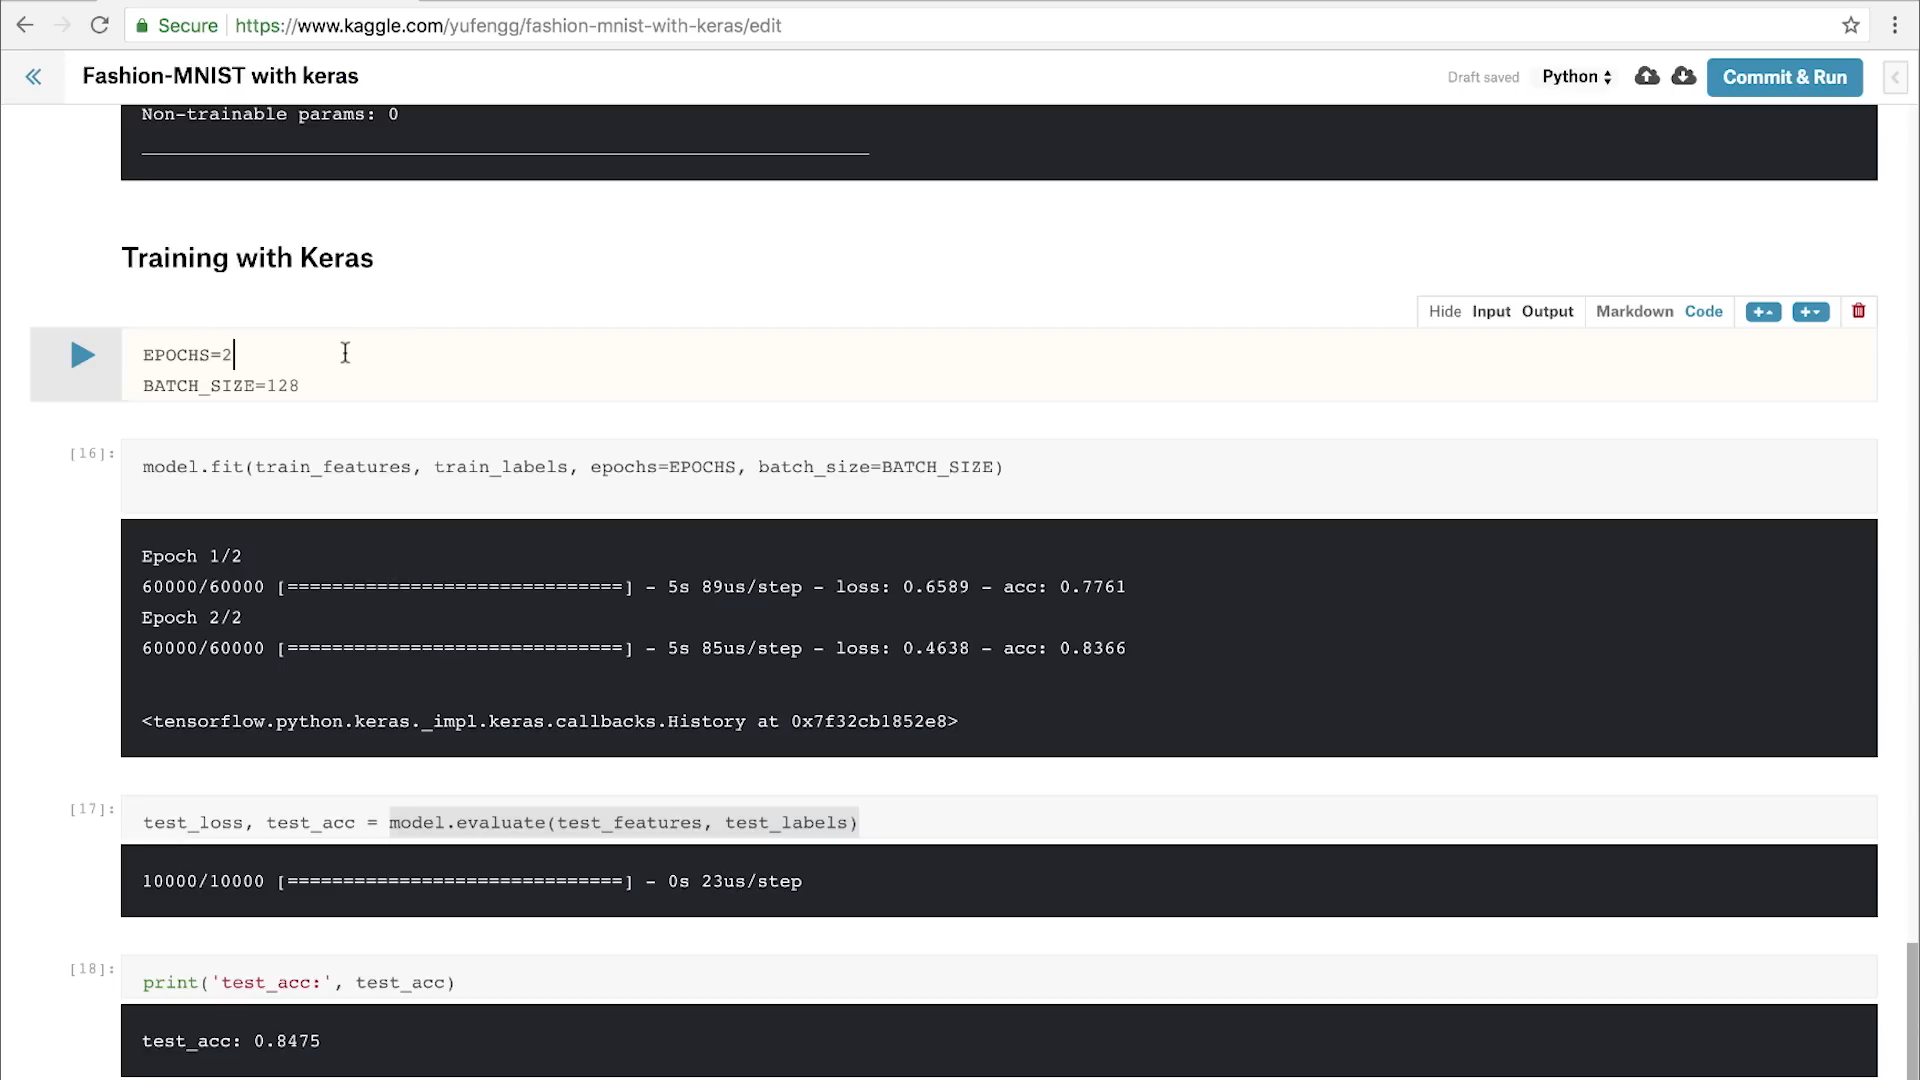 Secure https://www.kaggle.com/yufengg/fashion-mnist-with-keras/edit
Fashion-MNIST with keras
Draft saved Python Commit & Run
Non-trainable params: 0
Training with Keras
Hide Input Output Markdown Code
EPOCHS=2
BATCH_SIZE=128
[16]:
model.fit(train_features, train_labels, epochs=EPOCHS, batch_size=BATCH_SIZE)
Epoch 1/2
60000/60000 [==============================] - 5s 89us/step - loss: 0.6589 - acc: 0.7761
Epoch 2/2
60000/60000 [==============================] - 5s 85us/step - loss: 0.4638 - acc: 0.8366
<tensorflow.python.keras._impl.keras.callbacks.History at 0x7f32cb1852e8>
[17]:
test_loss, test_acc = model.evaluate(test_features, test_labels)
10000/10000 [==============================] - 0s 23us/step
[18]:
print('test_acc:', test_acc)
test_acc: 0.8475